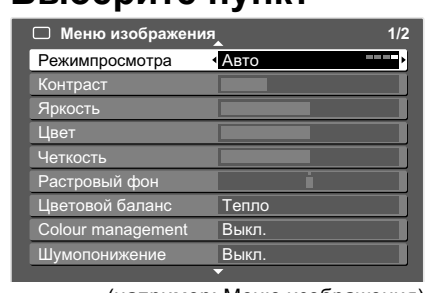 Выберите пункт
Меню изображения 1/2
Режимпросмотра Авто
Контраст
Яркость
Цвет
Четкость
Растровый фон
Цветовой баланс Тепло
Colour management Выкл.
Шумопонижение Выкл.
(например: Меню изображения)